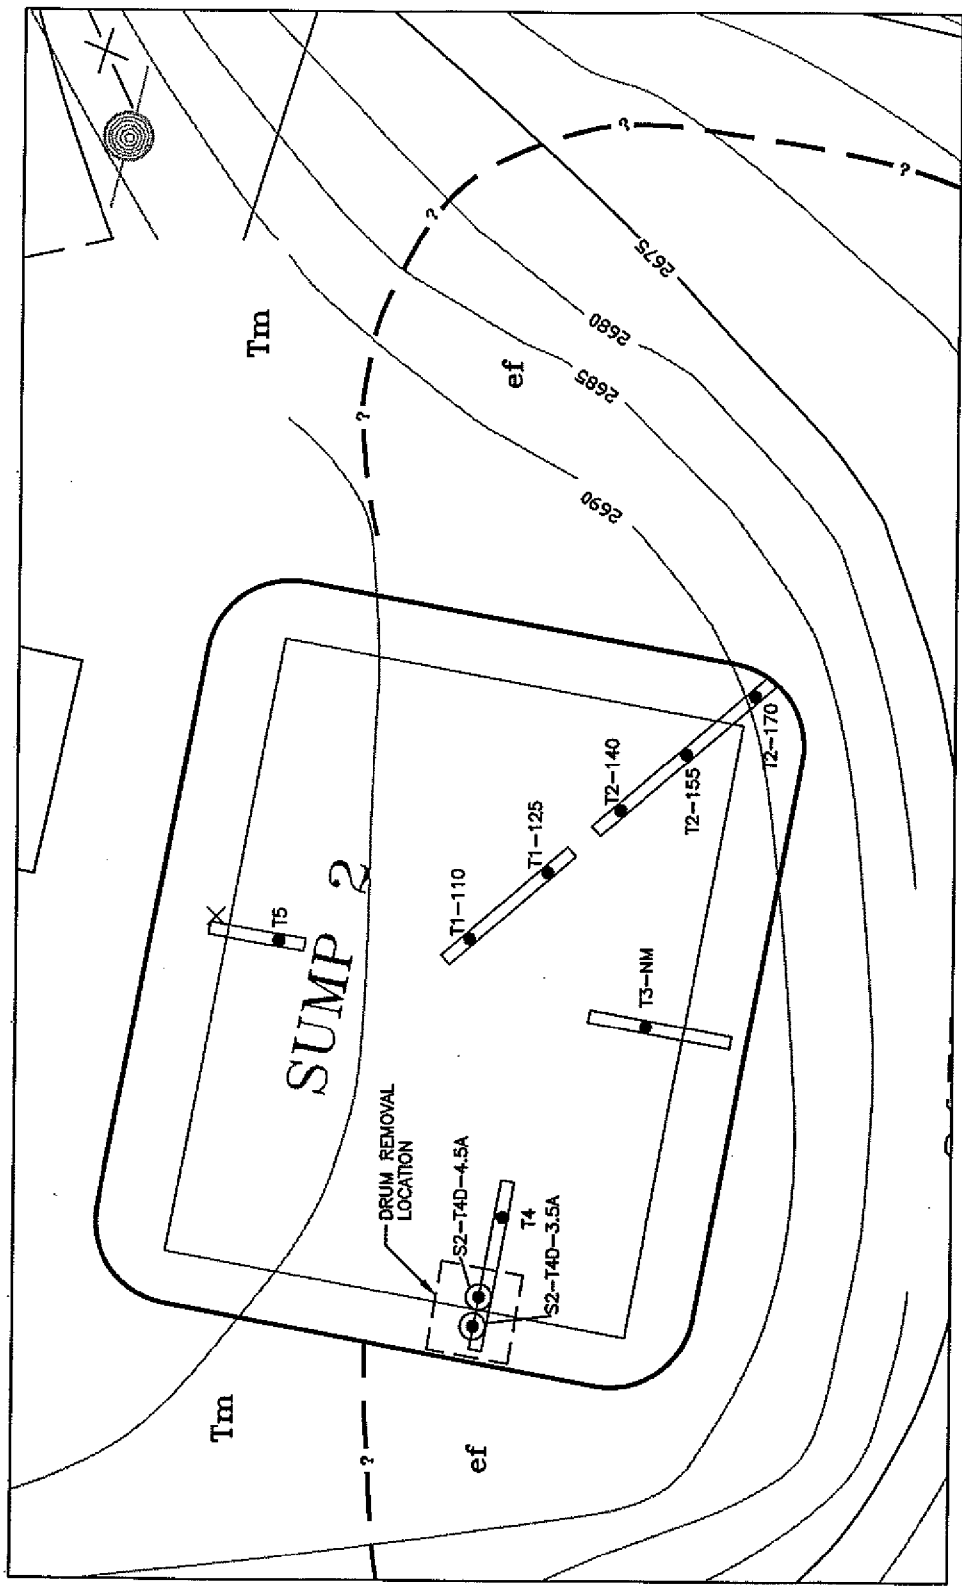 Tm
ef
2675
2680
2685
2690
SUMP 2
T5
T1-110
T1-125
T2-140
T2-155
T2-170
T3-NM
DRUM REMOVAL
LOCATION
S2-T4D-4.5A
T4
S2-T4D-3.5A
Tm
ef
?
?
?
?
?